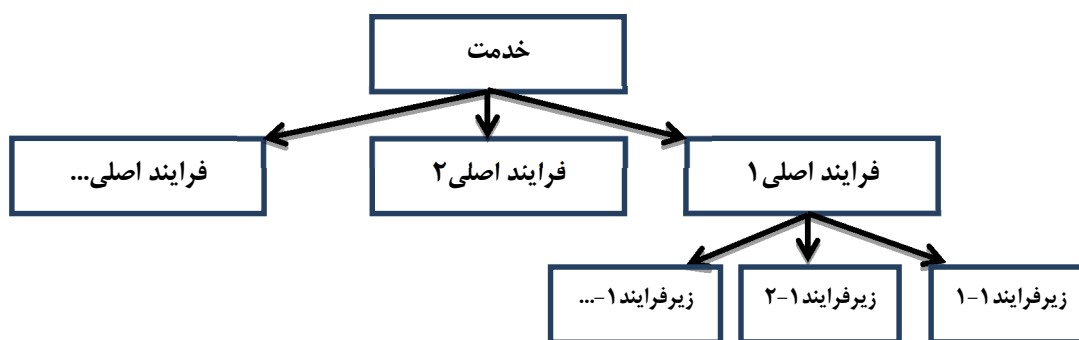 خدمت
فرایند اصلی۱
فرایند اصلی۲
فرایند اصلی...
زیرفرایند۱-۱
زیرفرایند۱-۲
زیرفرایند۱-...